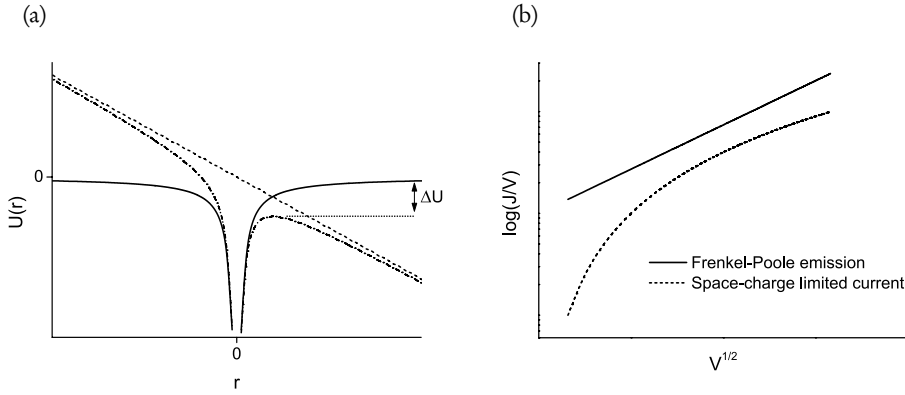 (a)
0
U(r)
ΔU
0
r
(b)
log(J/V)
Frenkel-Poole emission
Space-charge limited current
V^{1/2}